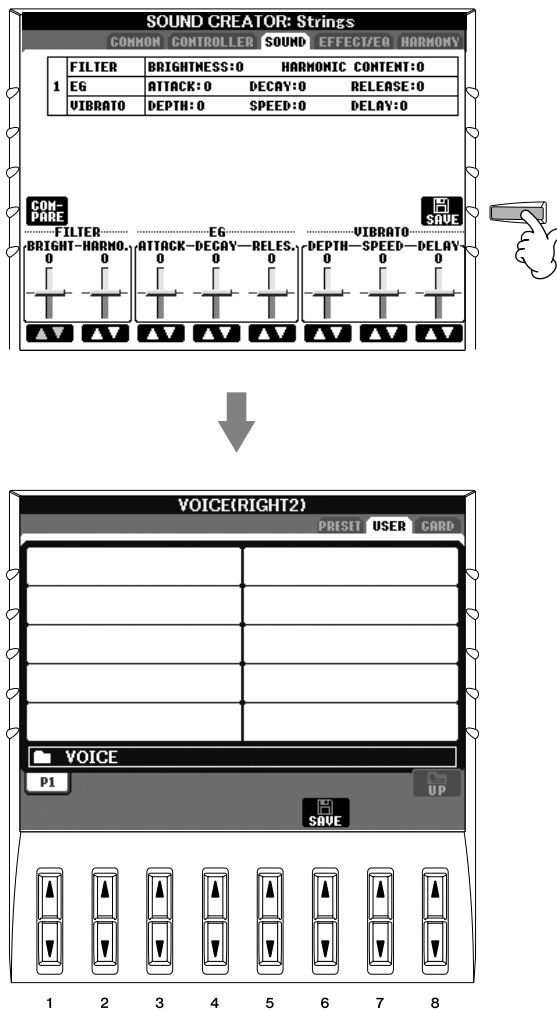 SOUND CREATOR: Strings
COMMON CONTROLLER SOUND EFFECT/EQ HARMONY
1
FILTER BRIGHTNESS:0 HARMONIC CONTENT:0
EG ATTACK:0 DECAY:0 RELEASE:0
VIBRATO DEPTH:0 SPEED:0 DELAY:0
COM-
PARE
SAVE
FILTER EG VIBRATO
BRIGHT-HARMO. ATTACK-DECAY-RELES. DEPTH-SPEED-DELAY
0 0 0 0 0 0 0 0
VOICE(RIGHT2)
PRESET USER CARD
VOICE
P1
UP
SAVE
1 2 3 4 5 6 7 8